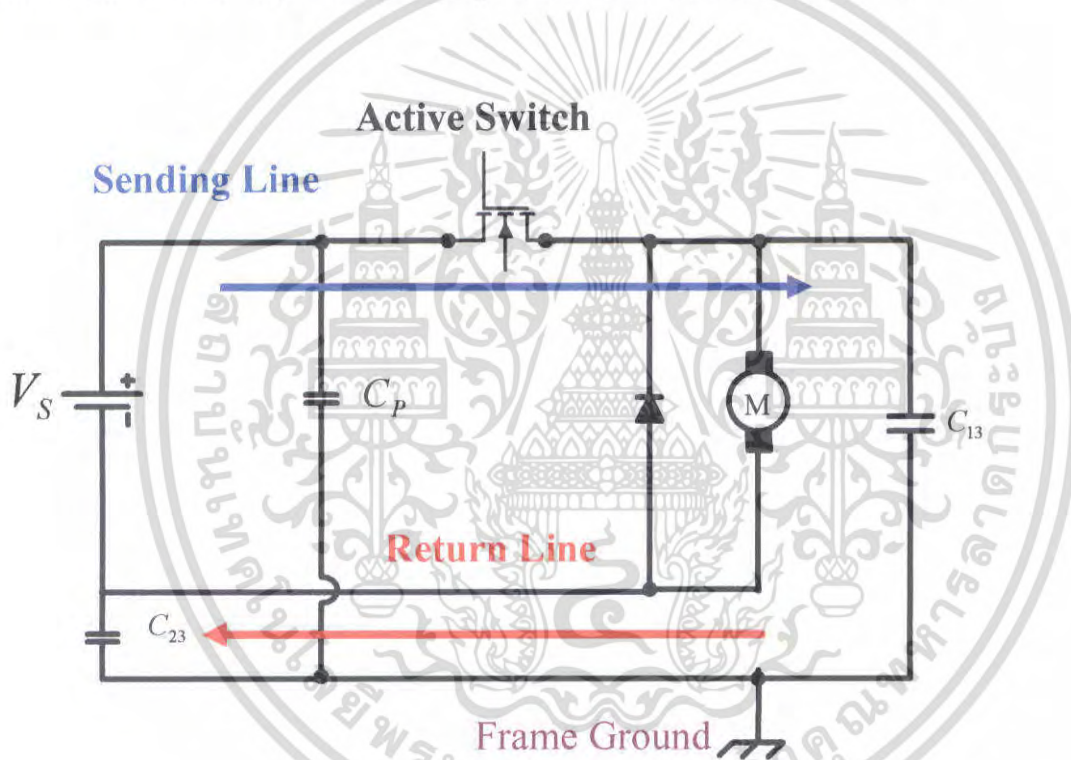 Active Switch
Sending Line
V_S
+
−
C_P
M
C_13
Return Line
C_23
Frame Ground